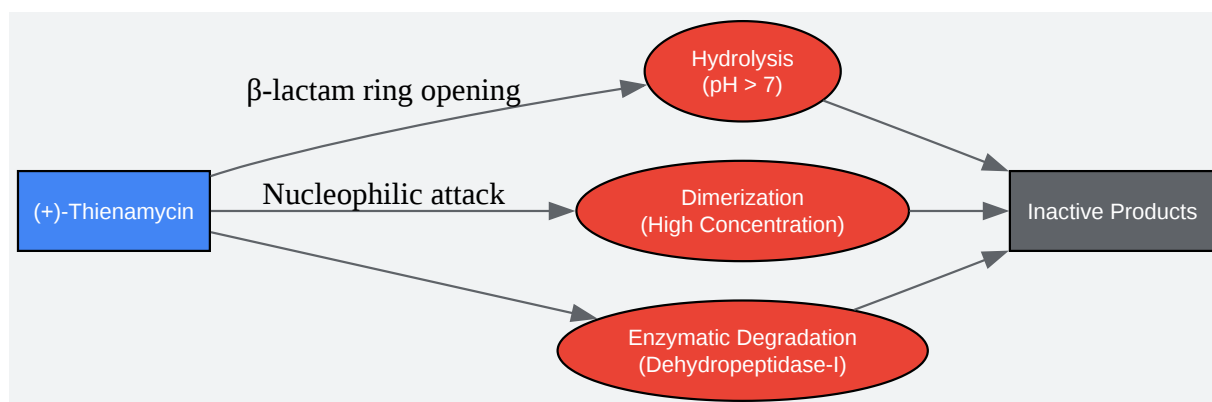 Hydrolysis
(pH > 7)
β-lactam ring opening
(+)-Thienamycin
Nucleophilic attack
Dimerization
(High Concentration)
Inactive Products
Enzymatic Degradation
(Dehydropeptidase-I)